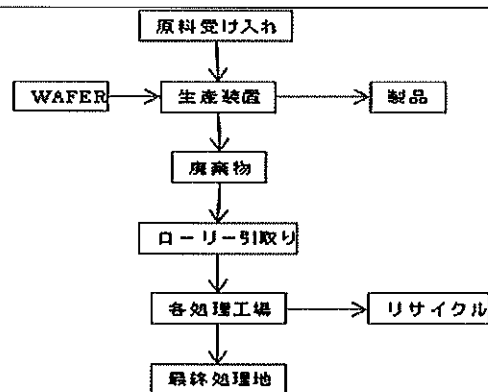 原料受け入れ
WAFER
生産装置
製品
廃棄物
ローリー引取り
各処理工場
リサイクル
最終処理地